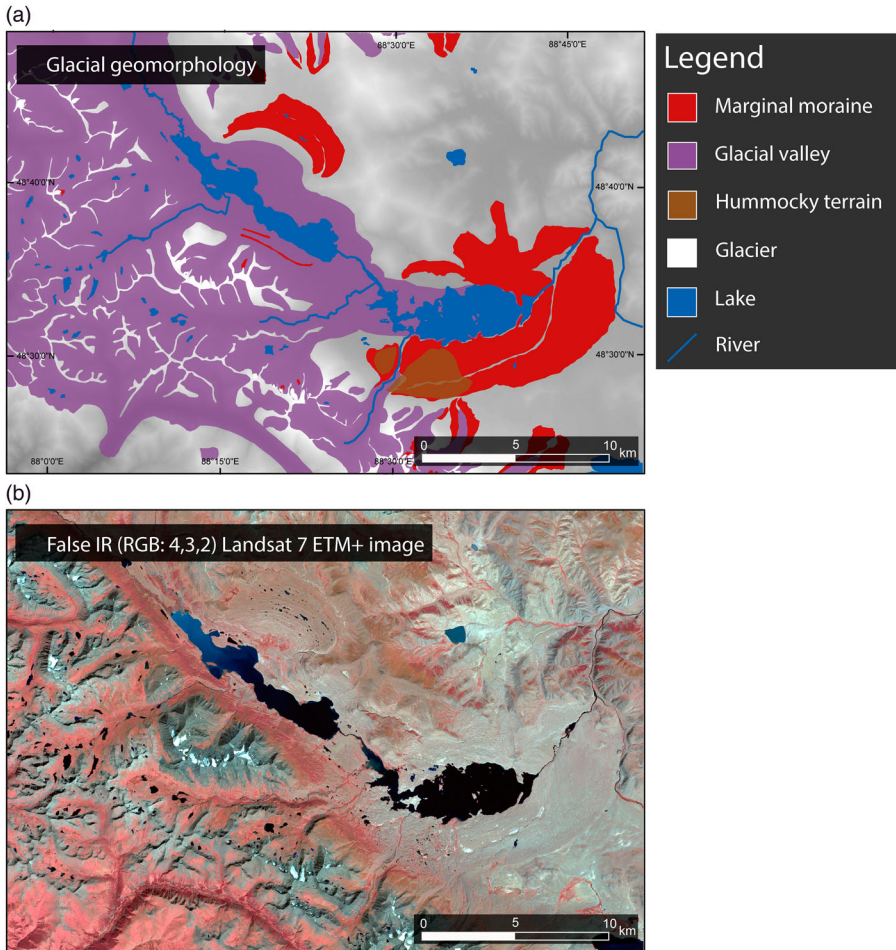 (a)
88°30'0"E
88°45'0"E
Glacial geomorphology
48°40'0"N
48°40'0"N
48°30'0"N
48°30'0"N
88°0'0"E
88°15'0"E
88°30'0"E
0
5
10
km
Legend
Marginal moraine
Glacial valley
Hummocky terrain
Glacier
Lake
River
(b)
False IR (RGB: 4,3,2) Landsat 7 ETM+ image
0
5
10
km